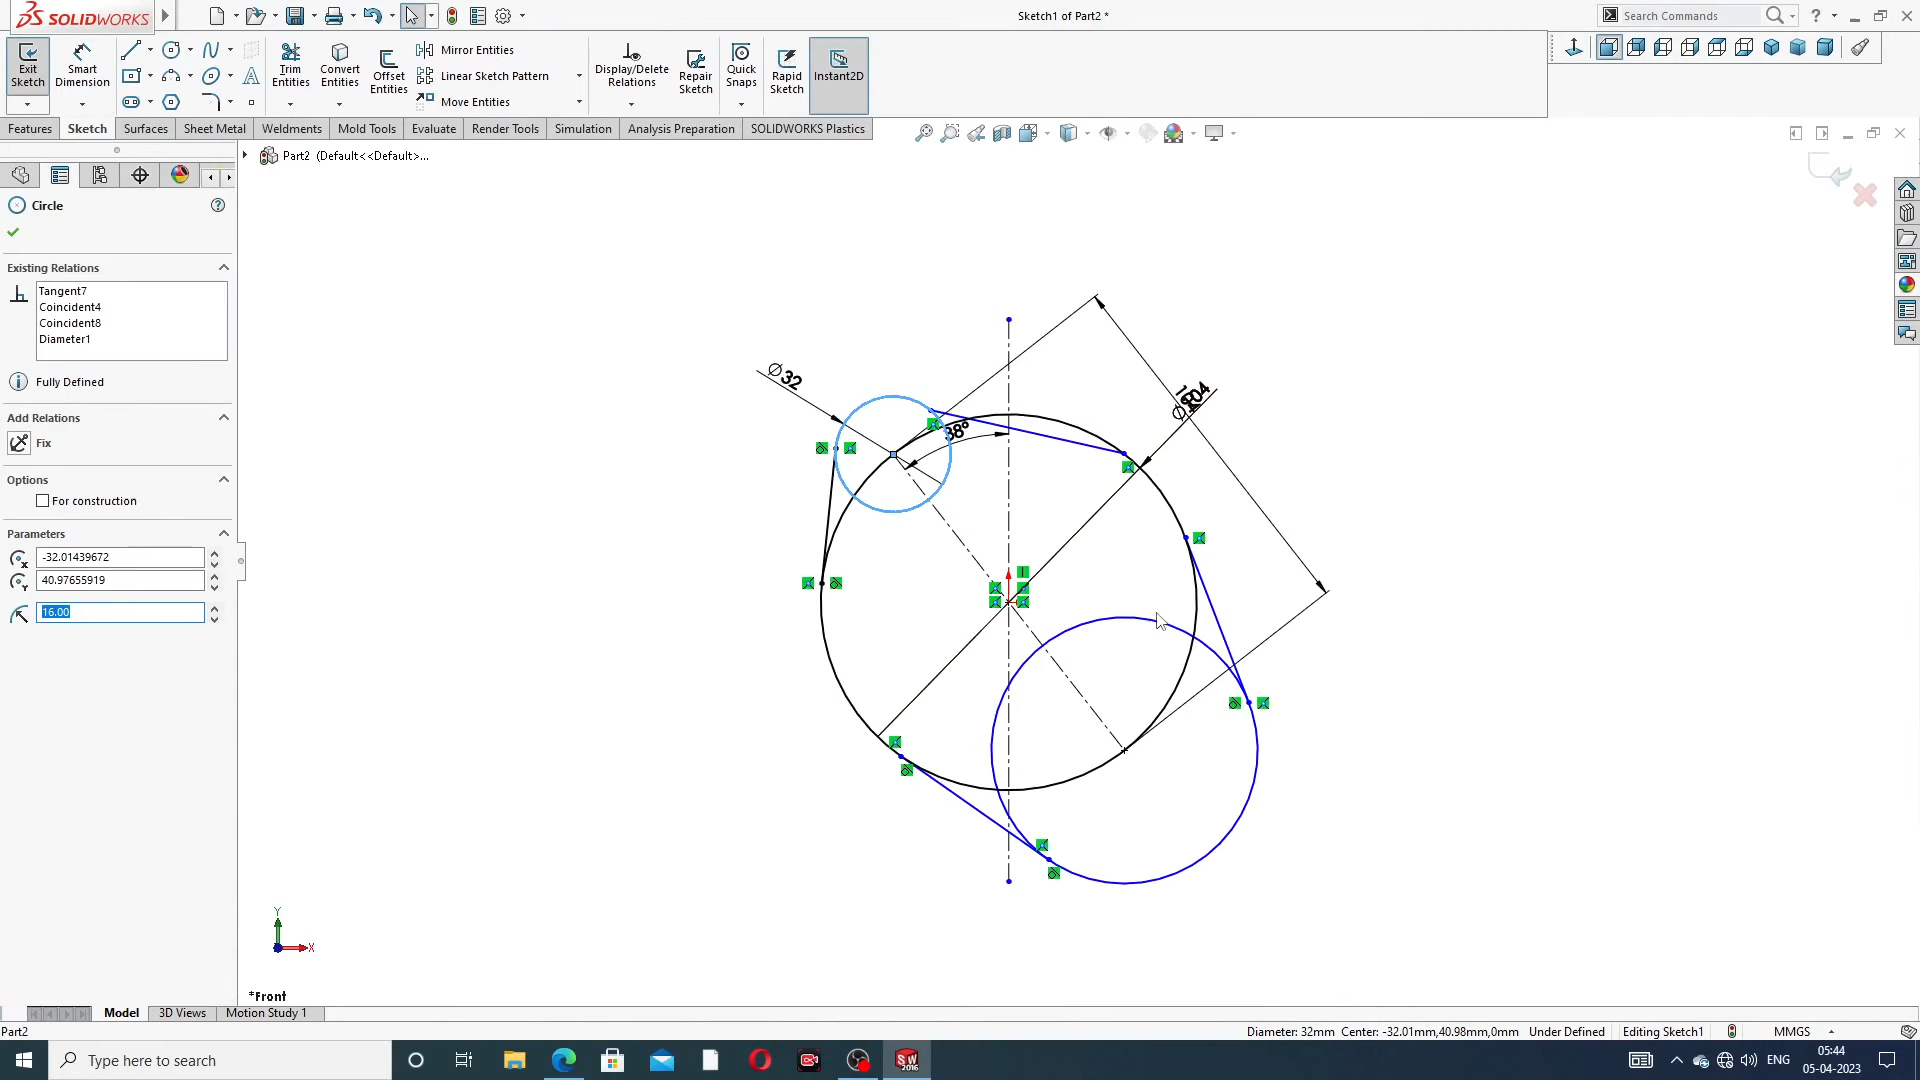 SOLIDWORKS
Sketch1 of Part2 *
Search Commands
Exit Sketch
Smart Dimension
Trim Entities
Convert Entities
Offset Entities
Mirror Entities
Linear Sketch Pattern
Move Entities
Display/Delete Relations
Repair Sketch
Quick Snaps
Rapid Sketch
Instant2D
Features
Sketch
Surfaces
Sheet Metal
Weldments
Mold Tools
Evaluate
Render Tools
Simulation
Analysis Preparation
SOLIDWORKS Plastics
Part2 (Default<<Default>...
Circle
Existing Relations
Tangent7
Coincident4
Coincident8
Diameter1
Fully Defined
Add Relations
Fix
Options
For construction
Parameters
-32.01439672
40.97655919
16.00
∅32
38°
Y
X
*Front
Model
3D Views
Motion Study 1
Part2
Diameter: 32mm Center: -32.01mm,40.98mm,0mm
Under Defined
Editing Sketch1
MMGS
Type here to search
SW
2016
ENG
05:44
05-04-2023